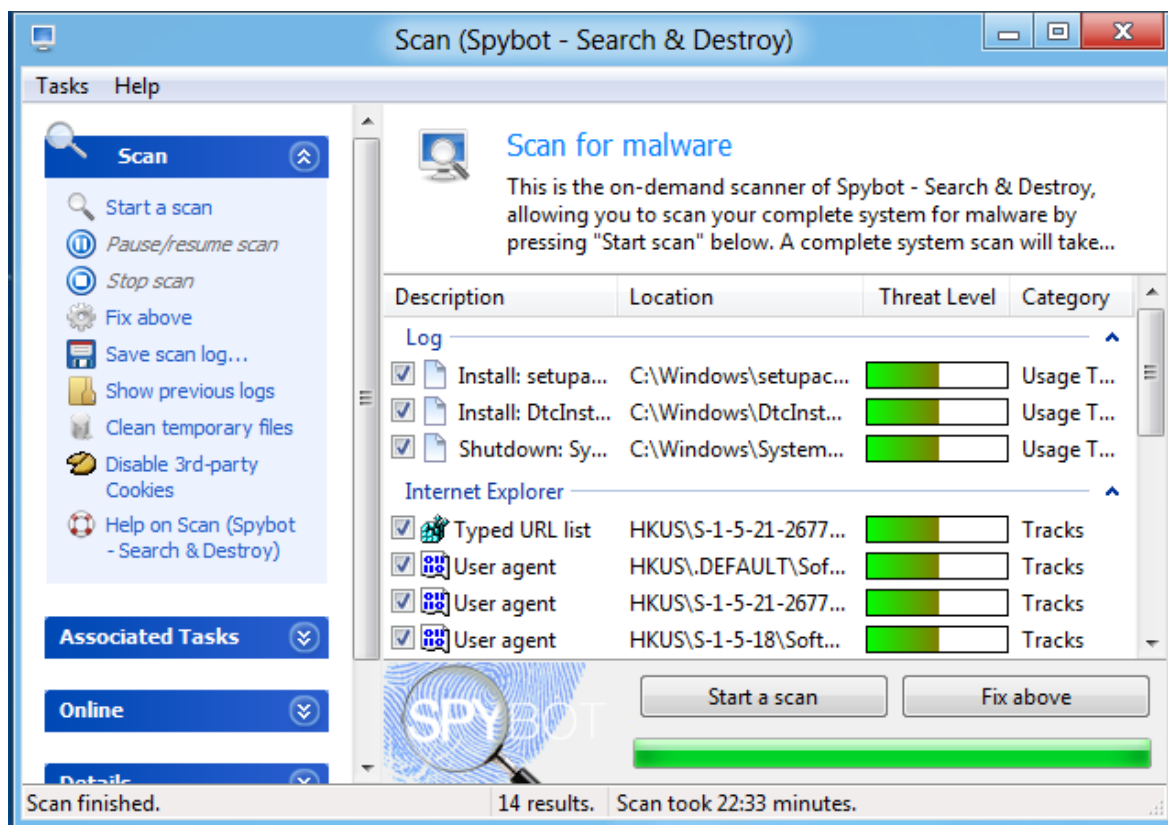 Scan (Spybot - Search & Destroy)
Tasks Help
Scan
Start a scan
Pause/resume scan
Stop scan
Fix above
Save scan log...
Show previous logs
Clean temporary files
Disable 3rd-party
Cookies
Help on Scan (Spybot
- Search & Destroy)
Associated Tasks
Online
Details
Scan for malware
This is the on-demand scanner of Spybot - Search & Destroy,
allowing you to scan your complete system for malware by
pressing "Start scan" below. A complete system scan will take...
Description Location Threat Level Category
Log
Install: setupa... C:\Windows\setupac... Usage T...
Install: DtcInst... C:\Windows\DtcInst... Usage T...
Shutdown: Sy... C:\Windows\System... Usage T...
Internet Explorer
Typed URL list HKUS\S-1-5-21-2677... Tracks
User agent HKUS\.DEFAULT\Sof... Tracks
User agent HKUS\S-1-5-21-2677... Tracks
User agent HKUS\S-1-5-18\Soft... Tracks
SPYBOT
Start a scan Fix above
Scan finished. 14 results. Scan took 22:33 minutes.